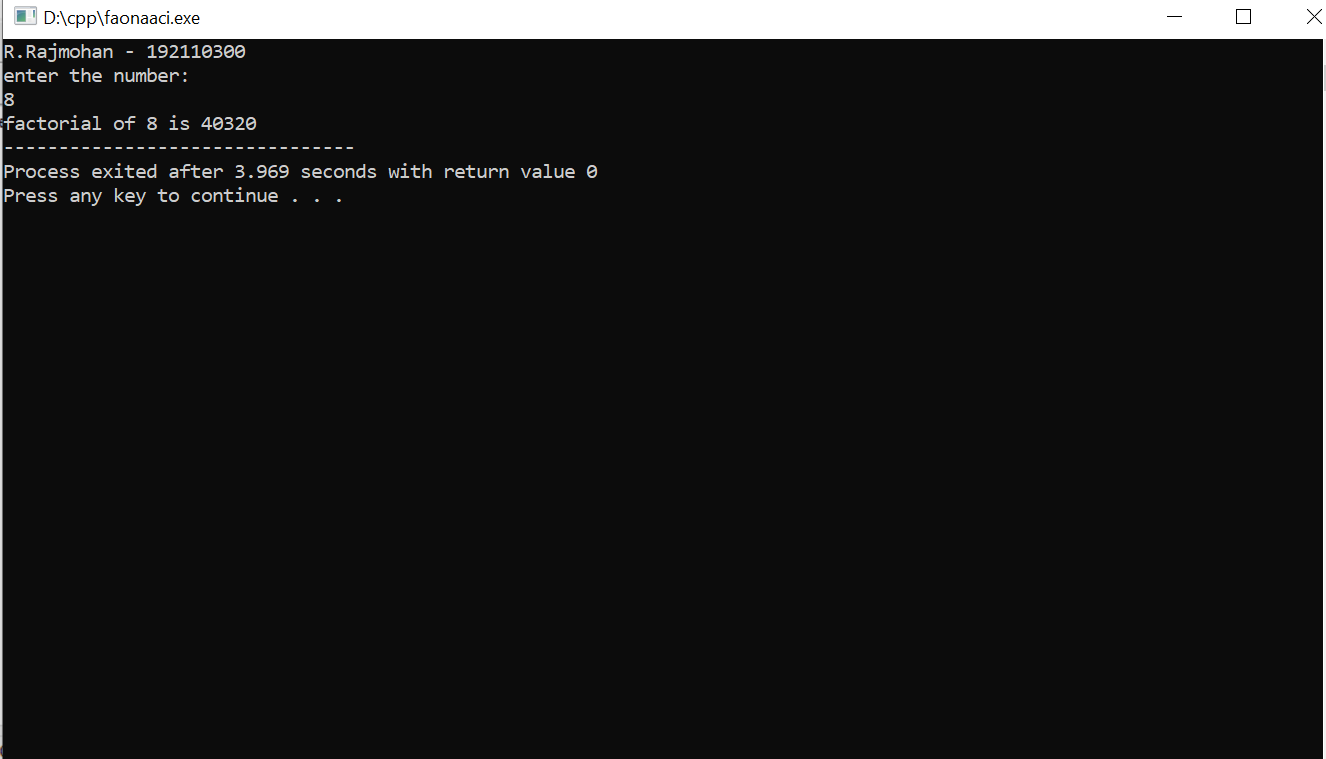 D:\cpp\faonaaci.exe
R.Rajmohan - 192110300
enter the number:
8
factorial of 8 is 40320
--------------------------------
Process exited after 3.969 seconds with return value 0
Press any key to continue . . .